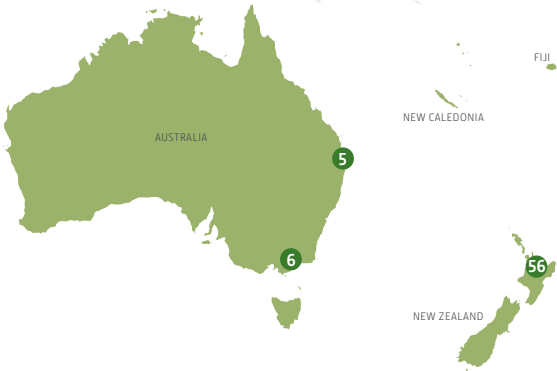 FIJI
NEW CALEDONIA
AUSTRALIA
5
6
56
NEW ZEALAND